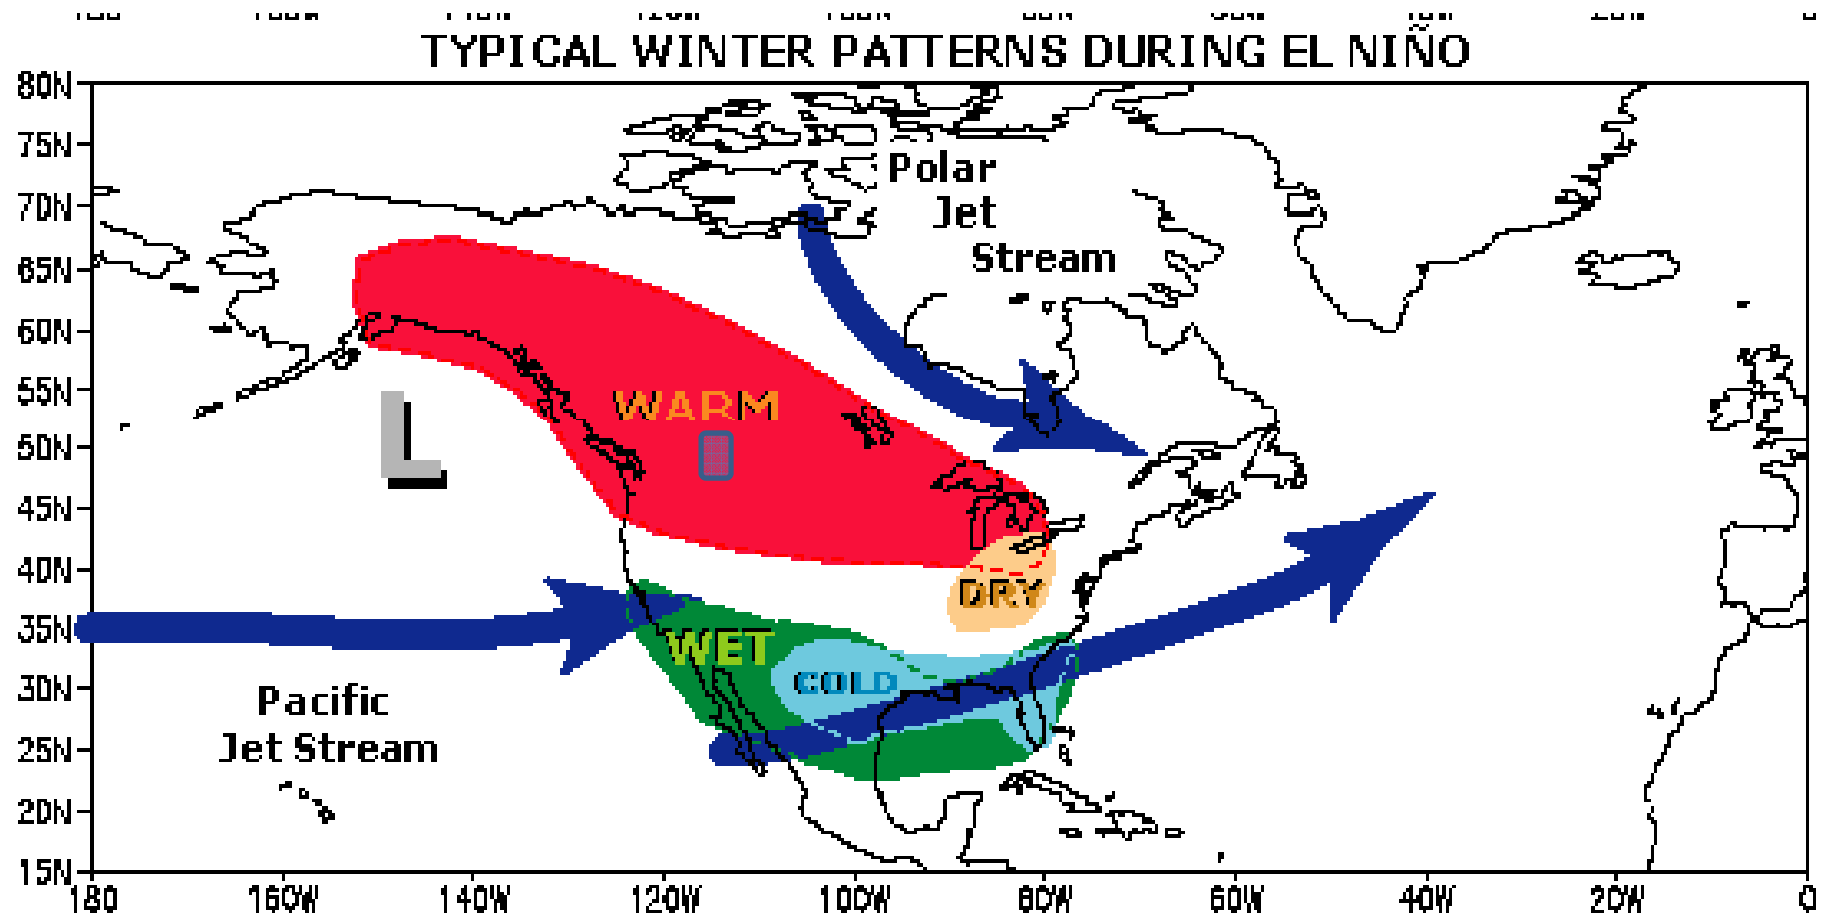 TYPICAL WINTER PATTERNS DURING EL NIÑO
80N
75N
70N
65N
60N
55N
50N
45N
40N
35N
30N
25N
20N
15N
Polar
Jet
Stream
WARM
L
DRY
WET
COLD
Pacific
Jet Stream
180 160W 140W 120W 100W 80W 60W 40W 20W 0